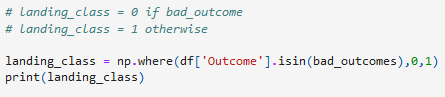 # landing_class = 0 if bad_outcome
# landing_class = 1 otherwise
landing_class = np.where(df['Outcome'].isin(bad_outcomes),0,1)
print(landing_class)